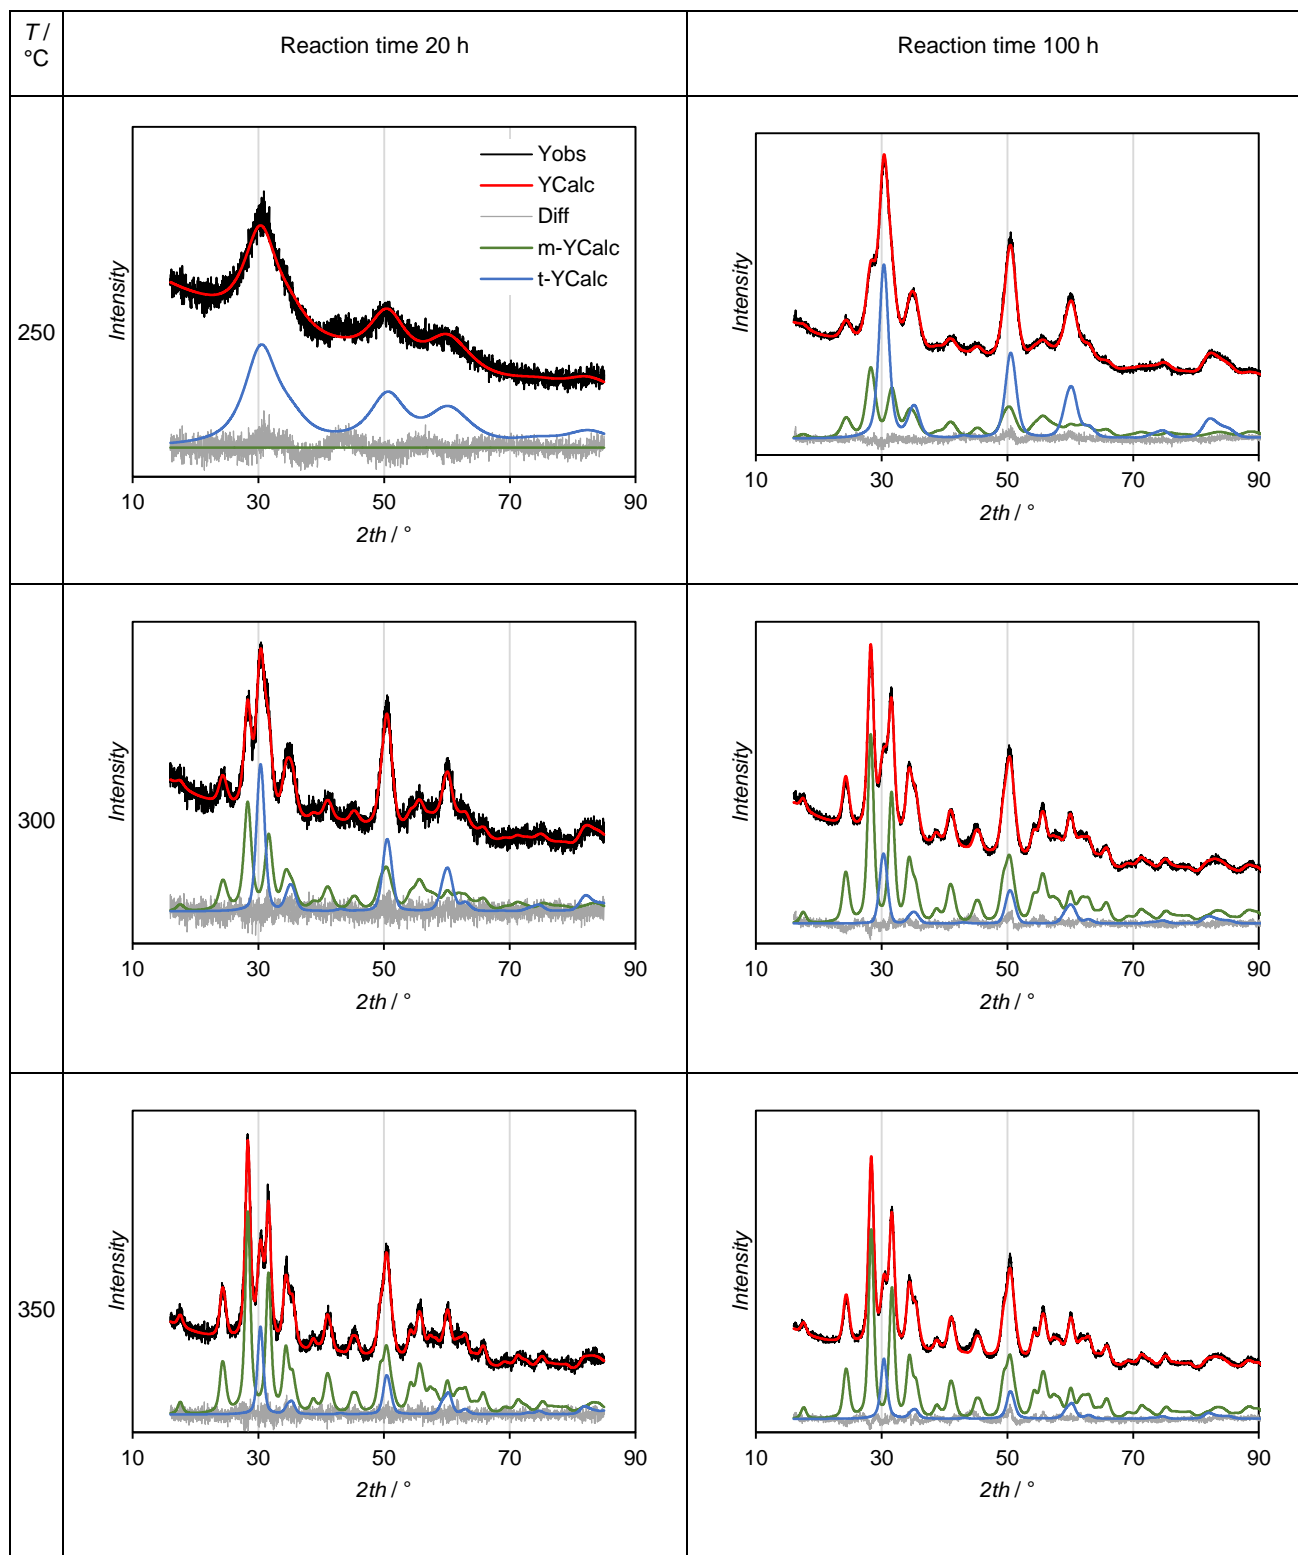 T /
°C
Reaction time 20 h
Reaction time 100 h
250
Intensity
Yobs
YCalc
Diff
m-YCalc
t-YCalc
10 30 50 70 90
2th / °
Intensity
10 30 50 70 90
2th / °
300
Intensity
10 30 50 70 90
2th / °
Intensity
10 30 50 70 90
2th / °
350
Intensity
10 30 50 70 90
2th / °
Intensity
10 30 50 70 90
2th / °